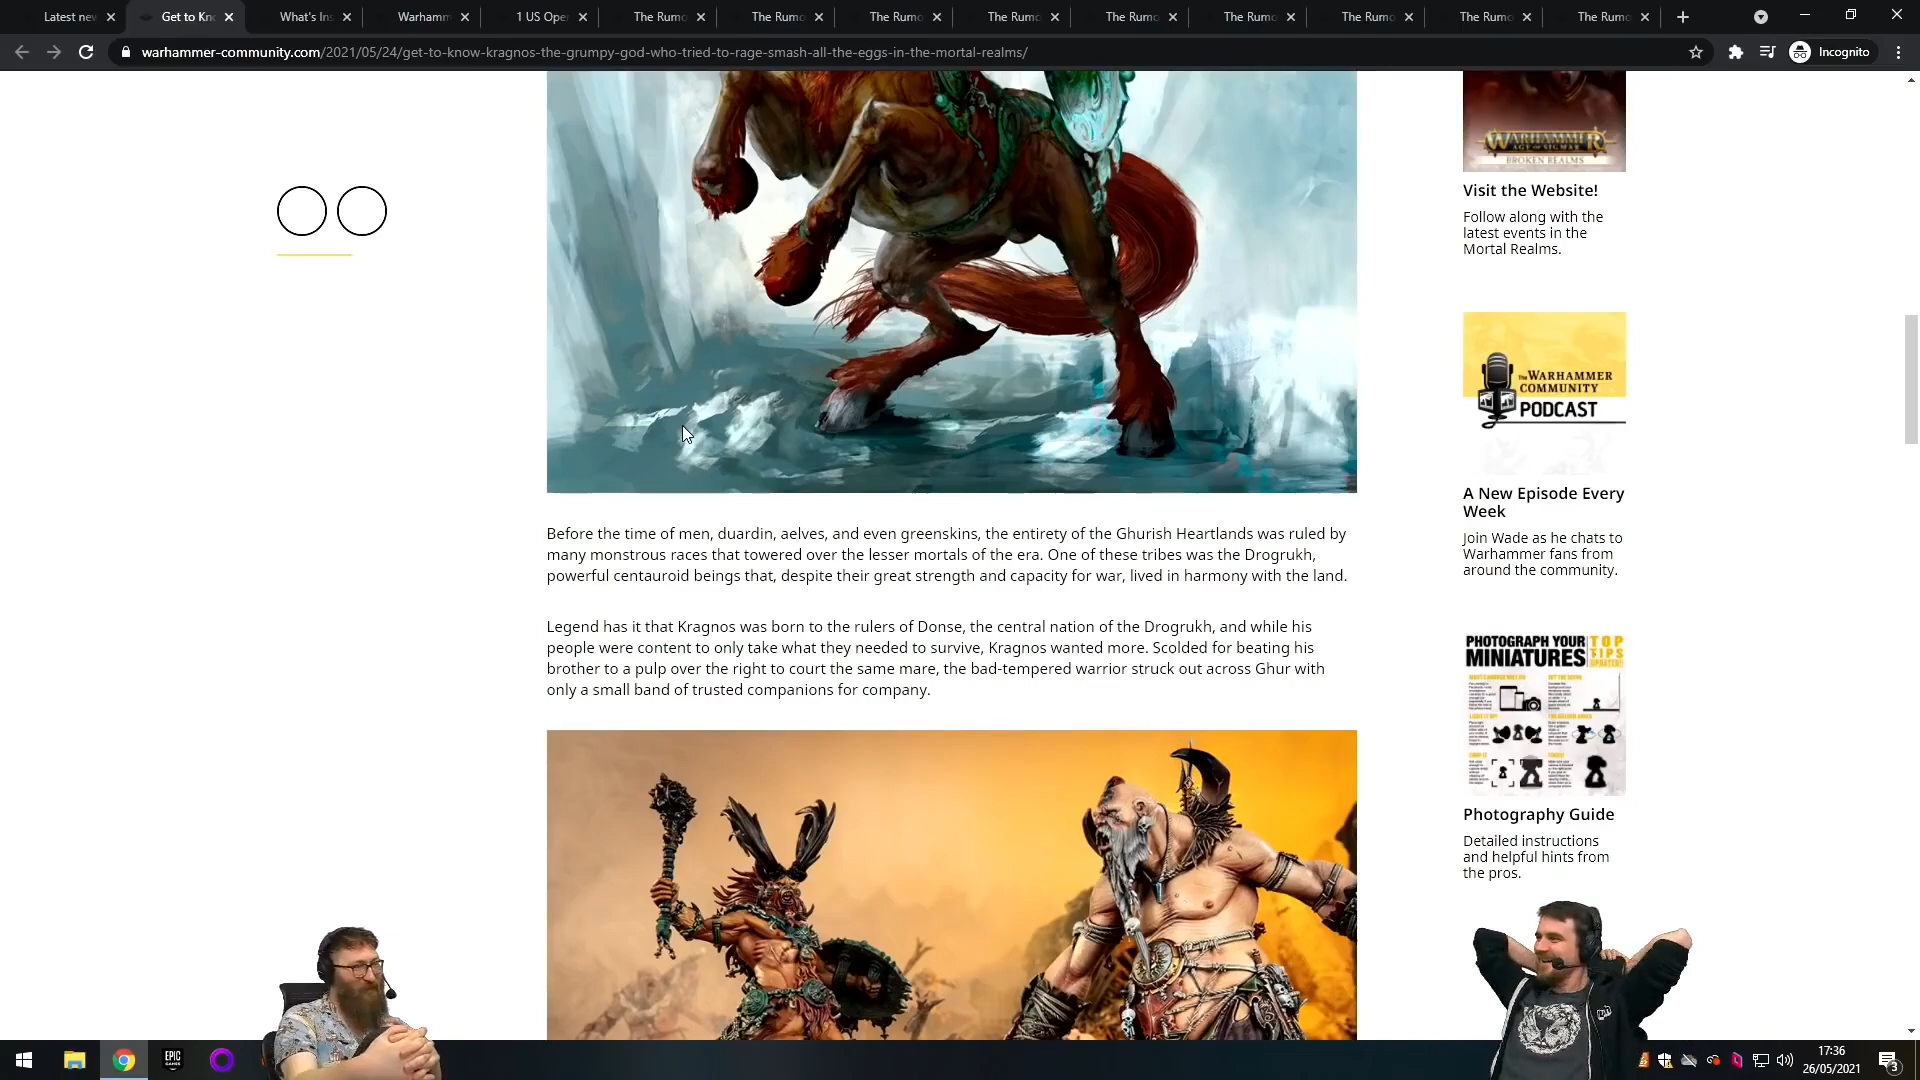 Latest nev
Get to Kn
What's Ins
Warhamm
1 US Oper
The Rumo
The Rumo
The Rumo
The Rumo
The Rumo
The Rumo
The Rumo
The Rumo
The Rumo
warhammer-community.com/2021/05/24/get-to-know-kragnos-the-grumpy-god-who-tried-to-rage-smash-all-the-eggs-in-the-mortal-realms/
Incognito
WARHAMMER
AGE OF SIGMAR
BROKEN REALMS
Visit the Website!
Follow along with the
latest events in the
Mortal Realms.
The WARHAMMER
COMMUNITY
PODCAST
A New Episode Every
Week
Join Wade as he chats to
Warhammer fans from
around the community.
Before the time of men, duardin, aelves, and even greenskins, the entirety of the Ghurish Heartlands was ruled by
many monstrous races that towered over the lesser mortals of the era. One of these tribes was the Drogrukh,
powerful centauroid beings that, despite their great strength and capacity for war, lived in harmony with the land.
Legend has it that Kragnos was born to the rulers of Donse, the central nation of the Drogrukh, and while his
people were content to only take what they needed to survive, Kragnos wanted more. Scolded for beating his
brother to a pulp over the right to court the same mare, the bad-tempered warrior struck out across Ghur with
only a small band of trusted companions for company.
PHOTOGRAPH YOUR
MINIATURES
TOP
TIPS
Photography Guide
Detailed instructions
and helpful hints from
the pros.
EPIC
GAMES
17:36
26/05/2021
3